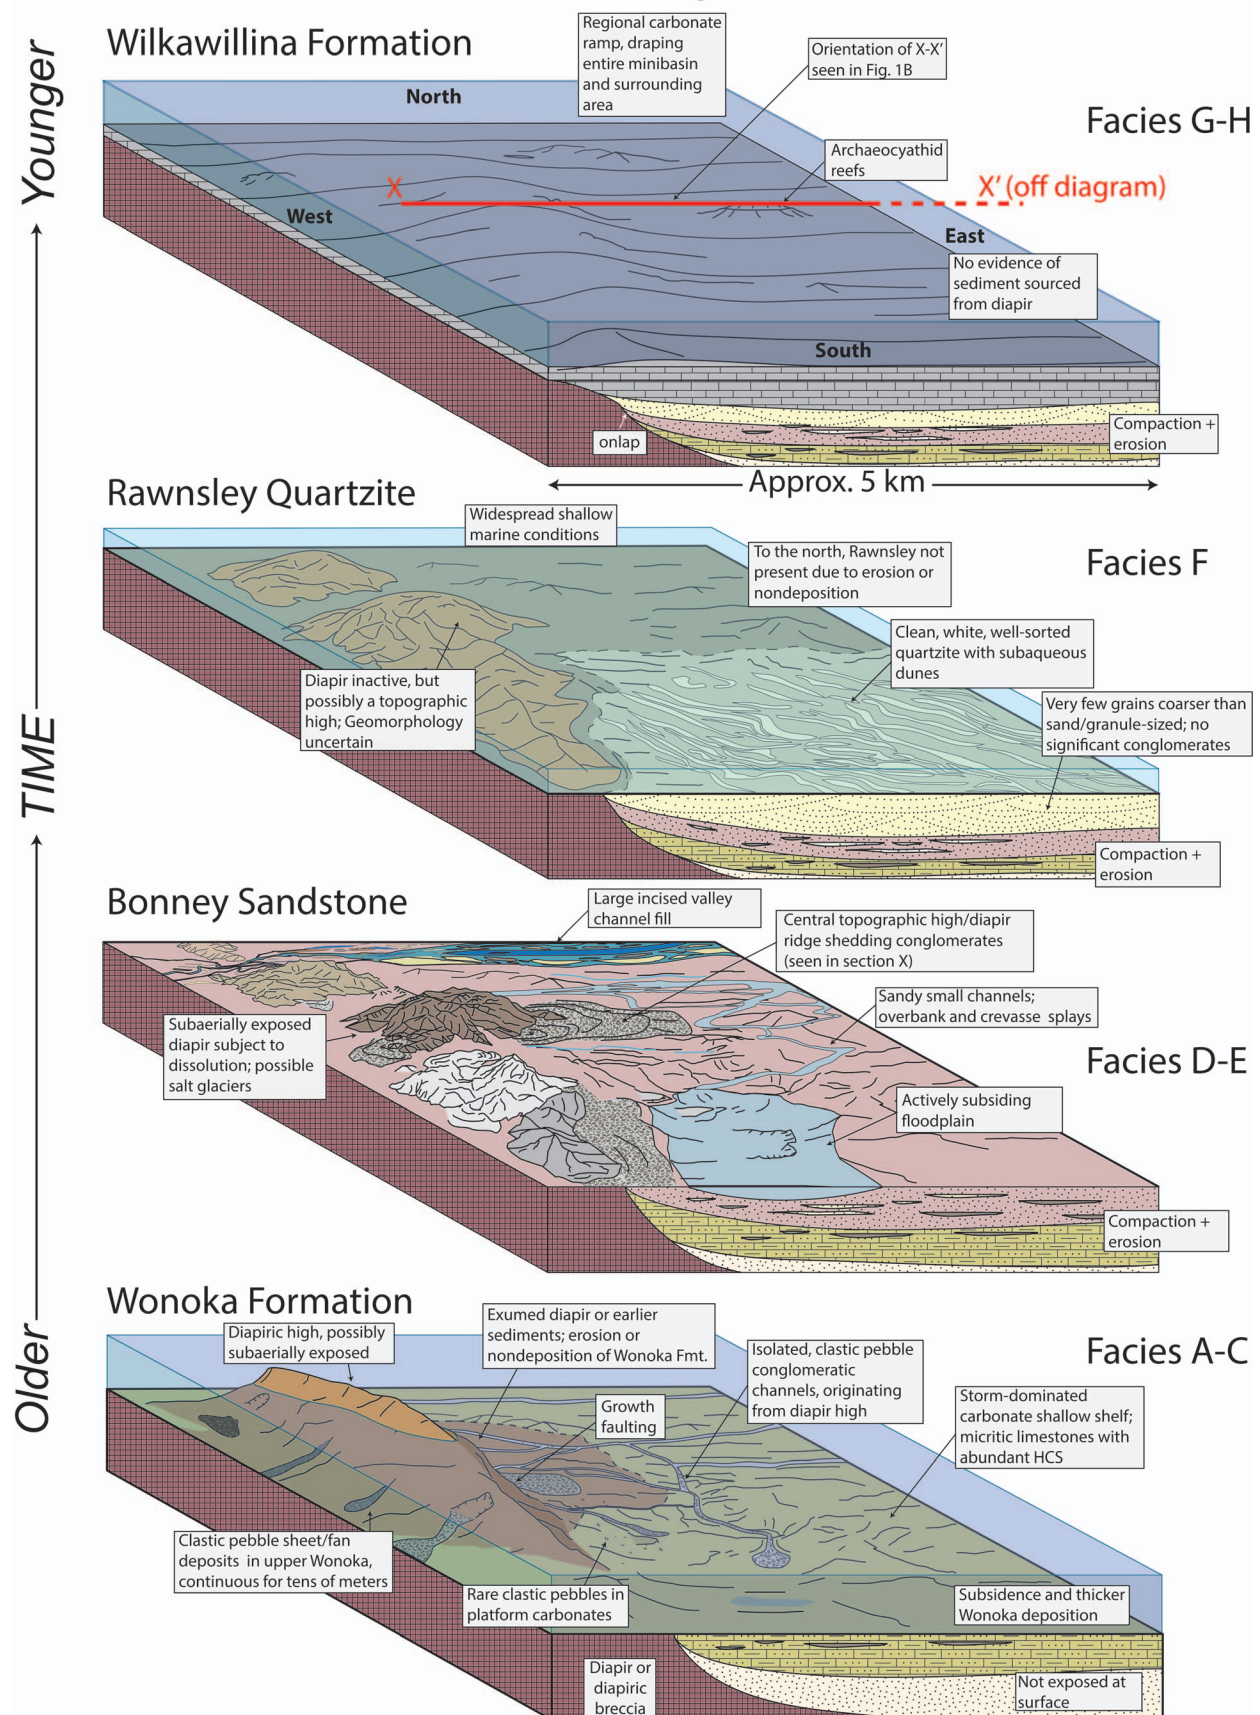 Wilkawillina Formation
Regional carbonate
ramp, draping
entire minibasin
and surrounding
area
Orientation of X-X’
seen in Fig. 1B
North
Facies G-H
Archaeocyathid
reefs
X
X’ (off diagram)
West
East
No evidence of
sediment sourced
from diapir
South
onlap
Compaction +
erosion
Approx. 5 km
Younger
TIME
Older
Rawnsley Quartzite
Widespread shallow
marine conditions
To the north, Rawnsley not
present due to erosion or
nondeposition
Facies F
Clean, white, well-sorted
quartzite with subaqueous
dunes
Diapir inactive, but
possibly a topographic
high; Geomorphology
uncertain
Very few grains coarser than
sand/granule-sized; no
significant conglomerates
Compaction +
erosion
Bonney Sandstone
Large incised valley
channel fill
Central topographic high/diapir
ridge shedding conglomerates
(seen in section X)
Sandy small channels;
overbank and crevasse splays
Subaerially exposed
diapir subject to
dissolution; possible
salt glaciers
Facies D-E
Actively subsiding
floodplain
Compaction +
erosion
Wonoka Formation
Diapiric high, possibly
subaerially exposed
Exumed diapir or earlier
sediments; erosion or
nondeposition of Wonoka Fmt.
Isolated, clastic pebble
conglomeratic
channels, originating
from diapir high
Facies A-C
Growth
faulting
Storm-dominated
carbonate shallow shelf;
micritic limestones with
abundant HCS
Clastic pebble sheet/fan
deposits in upper Wonoka,
continuous for tens of meters
Rare clastic pebbles in
platform carbonates
Subsidence and thicker
Wonoka deposition
Diapir or
diapiric
breccia
Not exposed at
surface